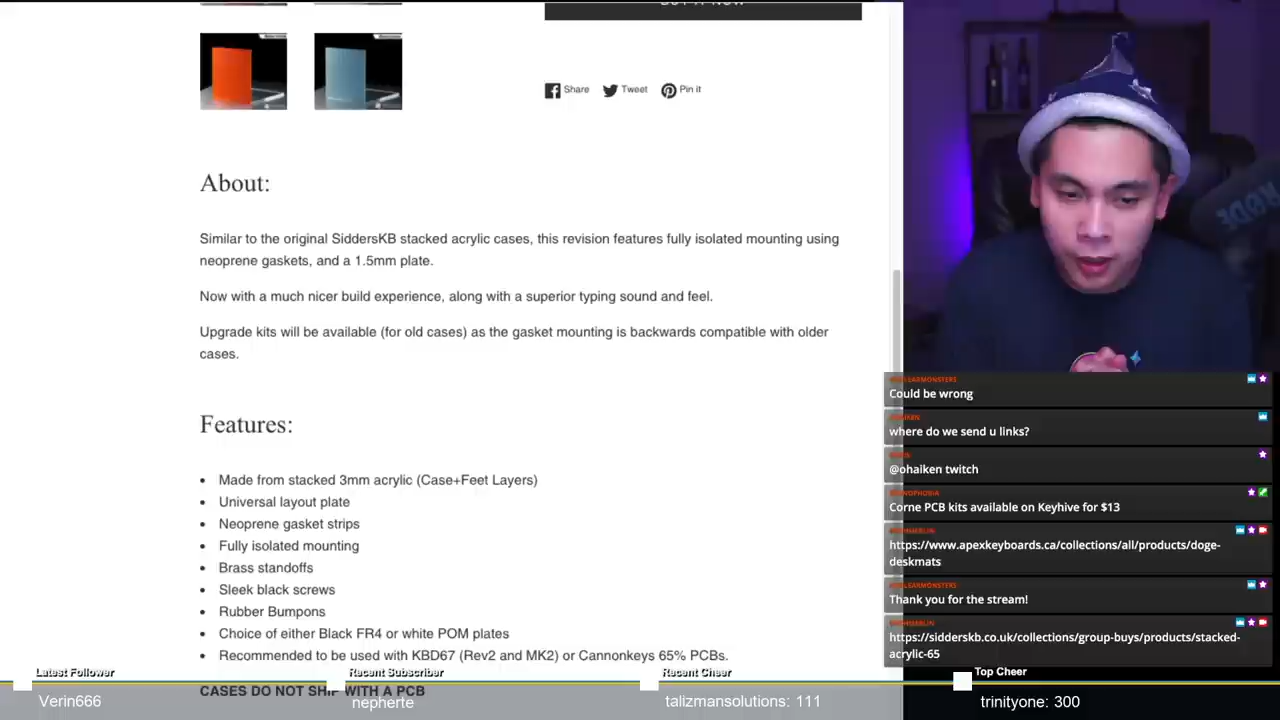 BUY IT NOW
Share
Tweet
Pin it
About:
Similar to the original SiddersKB stacked acrylic cases, this revision features fully isolated mounting using
neoprene gaskets, and a 1.5mm plate.
Now with a much nicer build experience, along with a superior typing sound and feel.
Upgrade kits will be available (for old cases) as the gasket mounting is backwards compatible with older
cases.
Features:
Made from stacked 3mm acrylic (Case+Feet Layers)
Universal layout plate
Neoprene gasket strips
Fully isolated mounting
Brass standoffs
Sleek black screws
Rubber Bumpons
Choice of either Black FR4 or white POM plates
Recommended to be used with KBD67 (Rev2 and MK2) or Cannonkeys 65% PCBs.
CASES DO NOT SHIP WITH A PCB
RODE
Could be wrong
where do we send u links?
@ohaiken twitch
Corne PCB kits available on Keyhive for $13
https://www.apexkeyboards.ca/collections/all/products/doge-
deskmats
Thank you for the stream!
https://sidderskb.co.uk/collections/group-buys/products/stacked-
acrylic-65
Latest Follower
Verin666
Recent Subscriber
nepherte
Recent Cheer
talizmansolutions: 111
Top Cheer
trinityone: 300